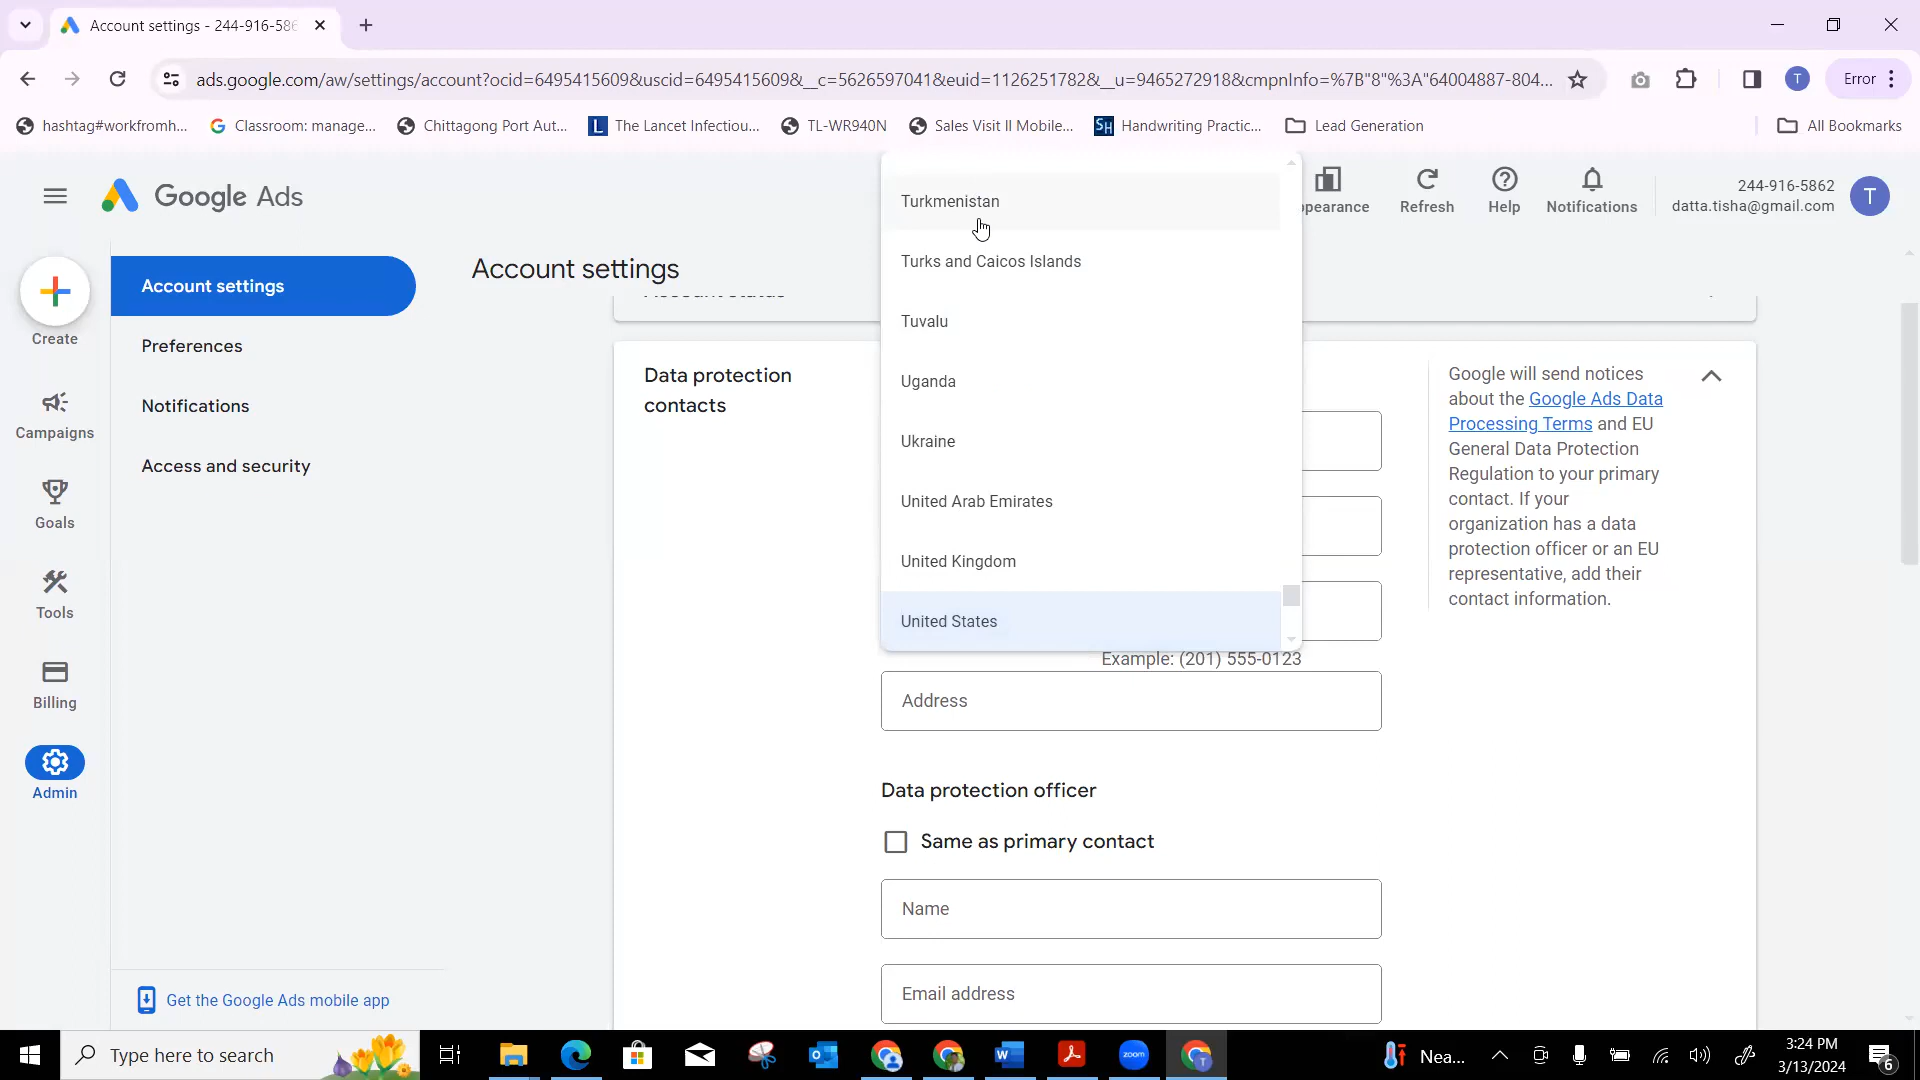 Account settings - 244-916-586
ads.google.com/aw/settings/account?ocid=6495415609&uscid=6495415609&__c=5626597041&euid=1126251782&__u=9465272918&cmpnInfo=%7B"8"%3A"64004887-804...
T
Error
hashtag#workfromh...
Classroom: manage...
Chittagong Port Aut...
L
The Lancet Infectiou...
TL-WR940N
Sales Visit II Mobile...
SH
Handwriting Practic...
Lead Generation
All Bookmarks
Google Ads
ppearance
Refresh
Help
Notifications
244-916-5862
datta.tisha@gmail.com
T
Create
Campaigns
Goals
Tools
Billing
Admin
Account settings
Preferences
Notifications
Access and security
Get the Google Ads mobile app
Account settings
Account status
Data protection
contacts
Turkmenistan
Turks and Caicos Islands
Tuvalu
Uganda
Ukraine
United Arab Emirates
United Kingdom
United States
Example: (201) 555-0123
Address
Data protection officer
Same as primary contact
Name
Email address
Google will send notices
about the Google Ads Data
Processing Terms and EU
General Data Protection
Regulation to your primary
contact. If your
organization has a data
protection officer or an EU
representative, add their
contact information.
Type here to search
zoom
T
Nea...
3:24 PM
3/13/2024
6